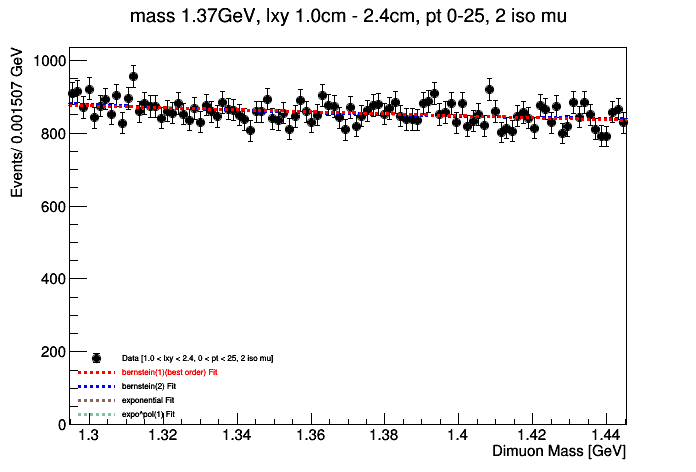 mass 1.37GeV, lxy 1.0cm - 2.4cm, pt 0-25, 2 iso mu
Events/ 0.001507 GeV
1000
800
600
400
200
0
Data [1.0 < lxy < 2.4, 0 < pt < 25, 2 iso mu]
bernstein(1)(best order) Fit
bernstein(2) Fit
exponential Fit
expo*pol(1) Fit
1.3 1.32 1.34 1.36 1.38 1.4 1.42 1.44
Dimuon Mass [GeV]